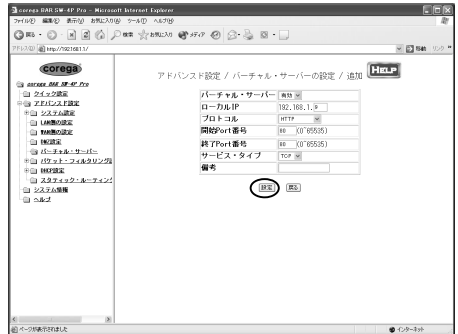 corega BAR SW-4P Pro - Microsoft Internet Explorer
ファイル(F) 編集(E) 表示(V) お気に入り(A) ツール(T) ヘルプ(H)
戻る 検索 お気に入り メディア
アドレス(D) http://192.168.1.1/ 移動 リンク
corega
corega BAR SW-4P Pro
クイック設定
アドバンスド設定
システム設定
LAN側の設定
WAN側の設定
DMZ設定
バーチャル・サーバー
パケット・フィルタリング設
DHCP設定
スタティック・ルーティング
システム情報
ヘルプ
アドバンスド設定 / バーチャル・サーバーの設定 / 追加 HELP
バーチャル・サーバー 有効
ローカルIP 192.168.1.0
プロトコル HTTP
開始Port番号 80 (0~65535)
終了Port番号 80 (0~65535)
サービス・タイプ TCP
備考
設定 戻る
ページが表示されました インターネット